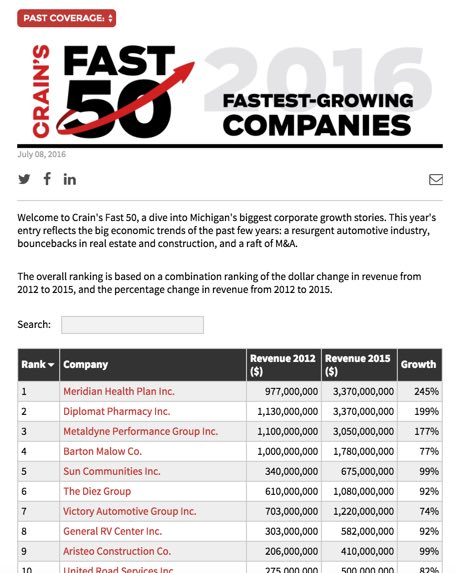 PAST COVERAGE:
CRAIN'S
FAST
50
2016
FASTEST-GROWING
COMPANIES
July 08, 2016
Welcome to Crain's Fast 50, a dive into Michigan's biggest corporate growth stories. This year's
entry reflects the big economic trends of the past few years: a resurgent automotive industry,
bouncebacks in real estate and construction, and a raft of M&A.
The overall ranking is based on a combination ranking of the dollar change in revenue from
2012 to 2015, and the percentage change in revenue from 2012 to 2015.
Search:
Rank Company Revenue 2012 ($) Revenue 2015 ($) Growth
1 Meridian Health Plan Inc. 977,000,000 3,370,000,000 245%
2 Diplomat Pharmacy Inc. 1,130,000,000 3,370,000,000 199%
3 Metaldyne Performance Group Inc. 1,100,000,000 3,050,000,000 177%
4 Barton Malow Co. 1,000,000,000 1,780,000,000 77%
5 Sun Communities Inc. 340,000,000 675,000,000 99%
6 The Diez Group 610,000,000 1,080,000,000 92%
7 Victory Automotive Group Inc. 703,000,000 1,220,000,000 74%
8 General RV Center Inc. 303,000,000 582,000,000 92%
9 Aristeo Construction Co. 206,000,000 410,000,000 99%
10 United Road Services Inc. 275,000,000 500,000,000 82%